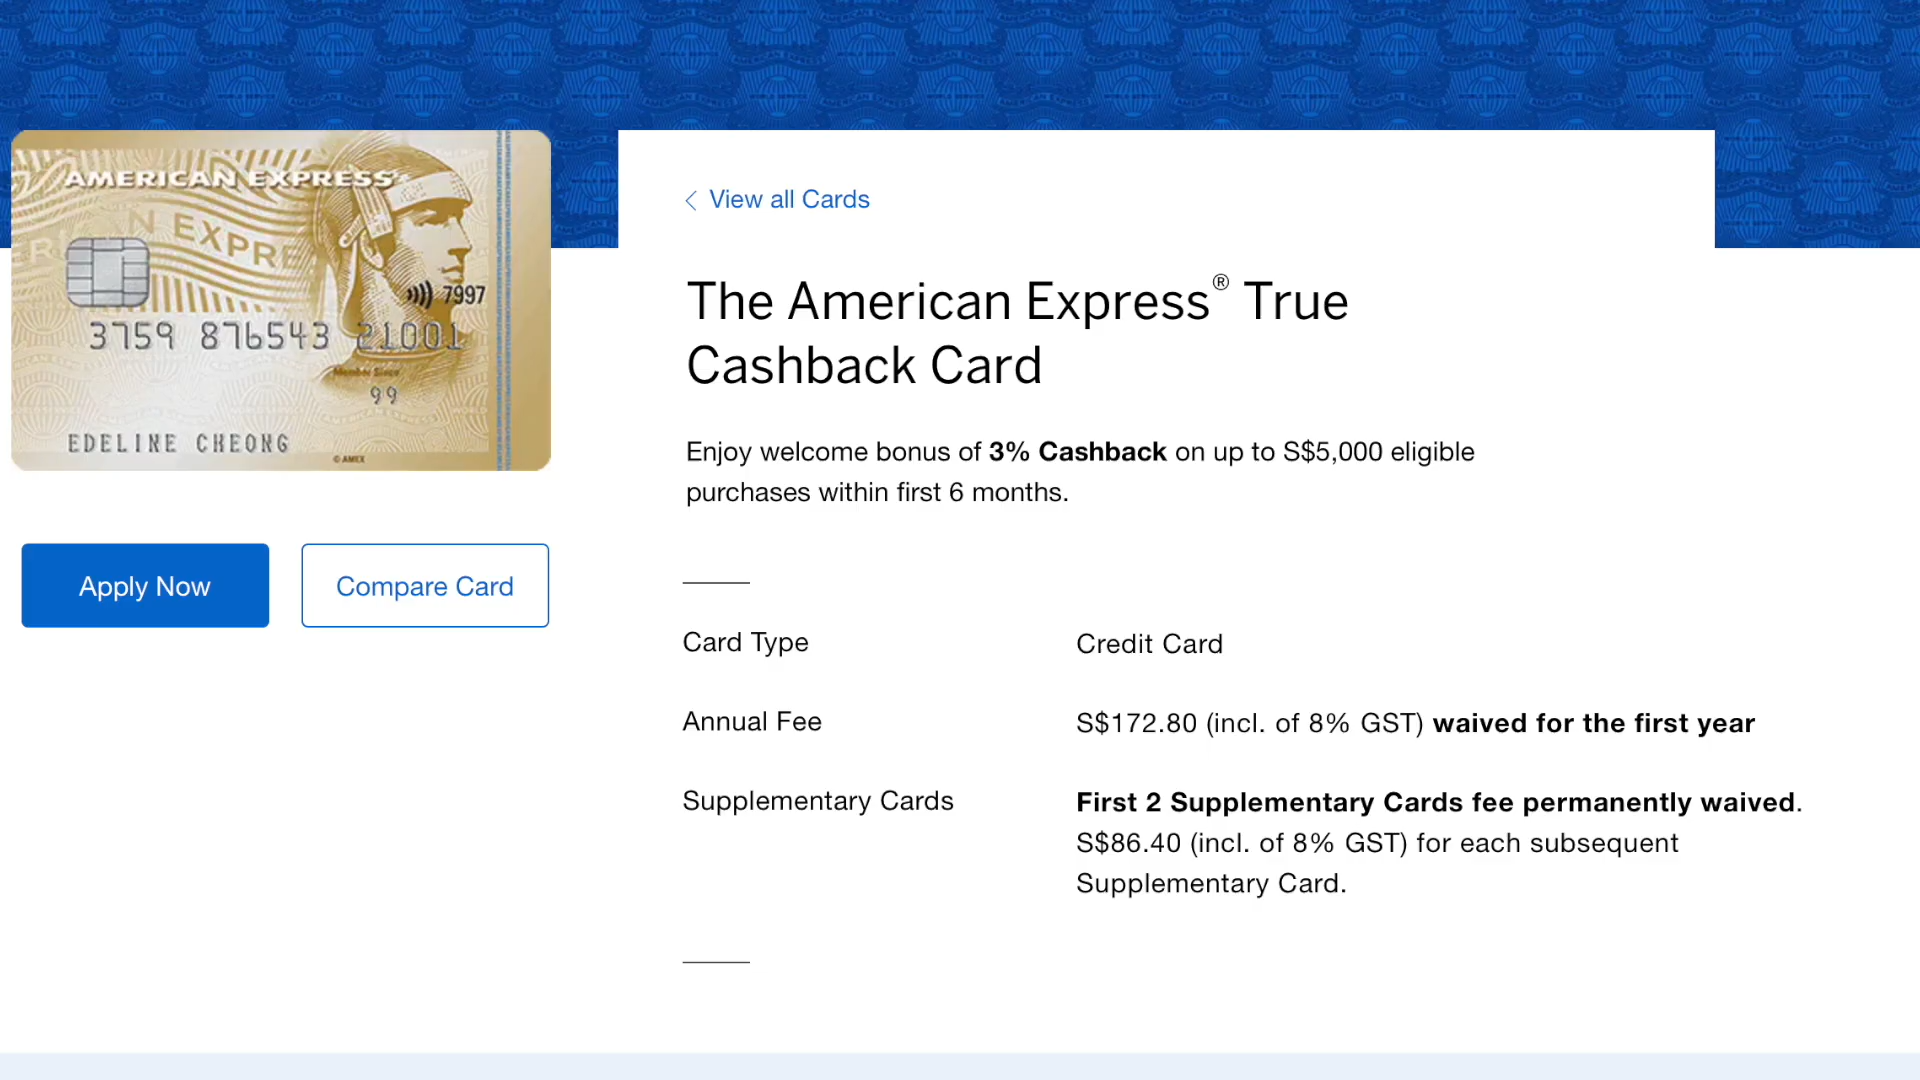 AMERICAN EXPRESS
7997
3759 876543 21001
Member Since
99
EDELINE CHEONG
© AMEX
Apply Now
Compare Card
View all Cards
The American Express® True
Cashback Card
Enjoy welcome bonus of 3% Cashback on up to S$5,000 eligible
purchases within first 6 months.
Card Type
Credit Card
Annual Fee
S$172.80 (incl. of 8% GST) waived for the first year
Supplementary Cards
First 2 Supplementary Cards fee permanently waived.
S$86.40 (incl. of 8% GST) for each subsequent
Supplementary Card.